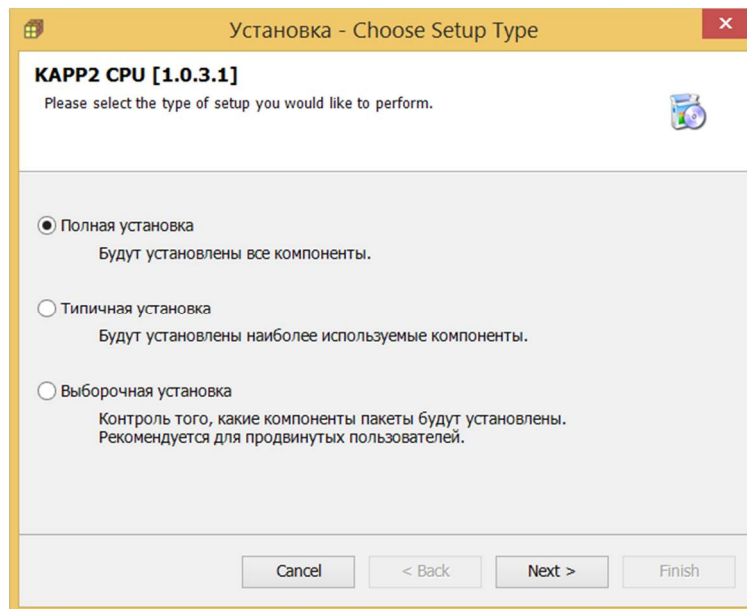 Установка - Choose Setup Type
KAPP2 CPU [1.0.3.1]
Please select the type of setup you would like to perform.
Полная установка
Будут установлены все компоненты.
Типичная установка
Будут установлены наиболее используемые компоненты.
Выборочная установка
Контроль того, какие компоненты пакеты будут установлены.
Рекомендуется для продвинутых пользователей.
Cancel < Back Next > Finish